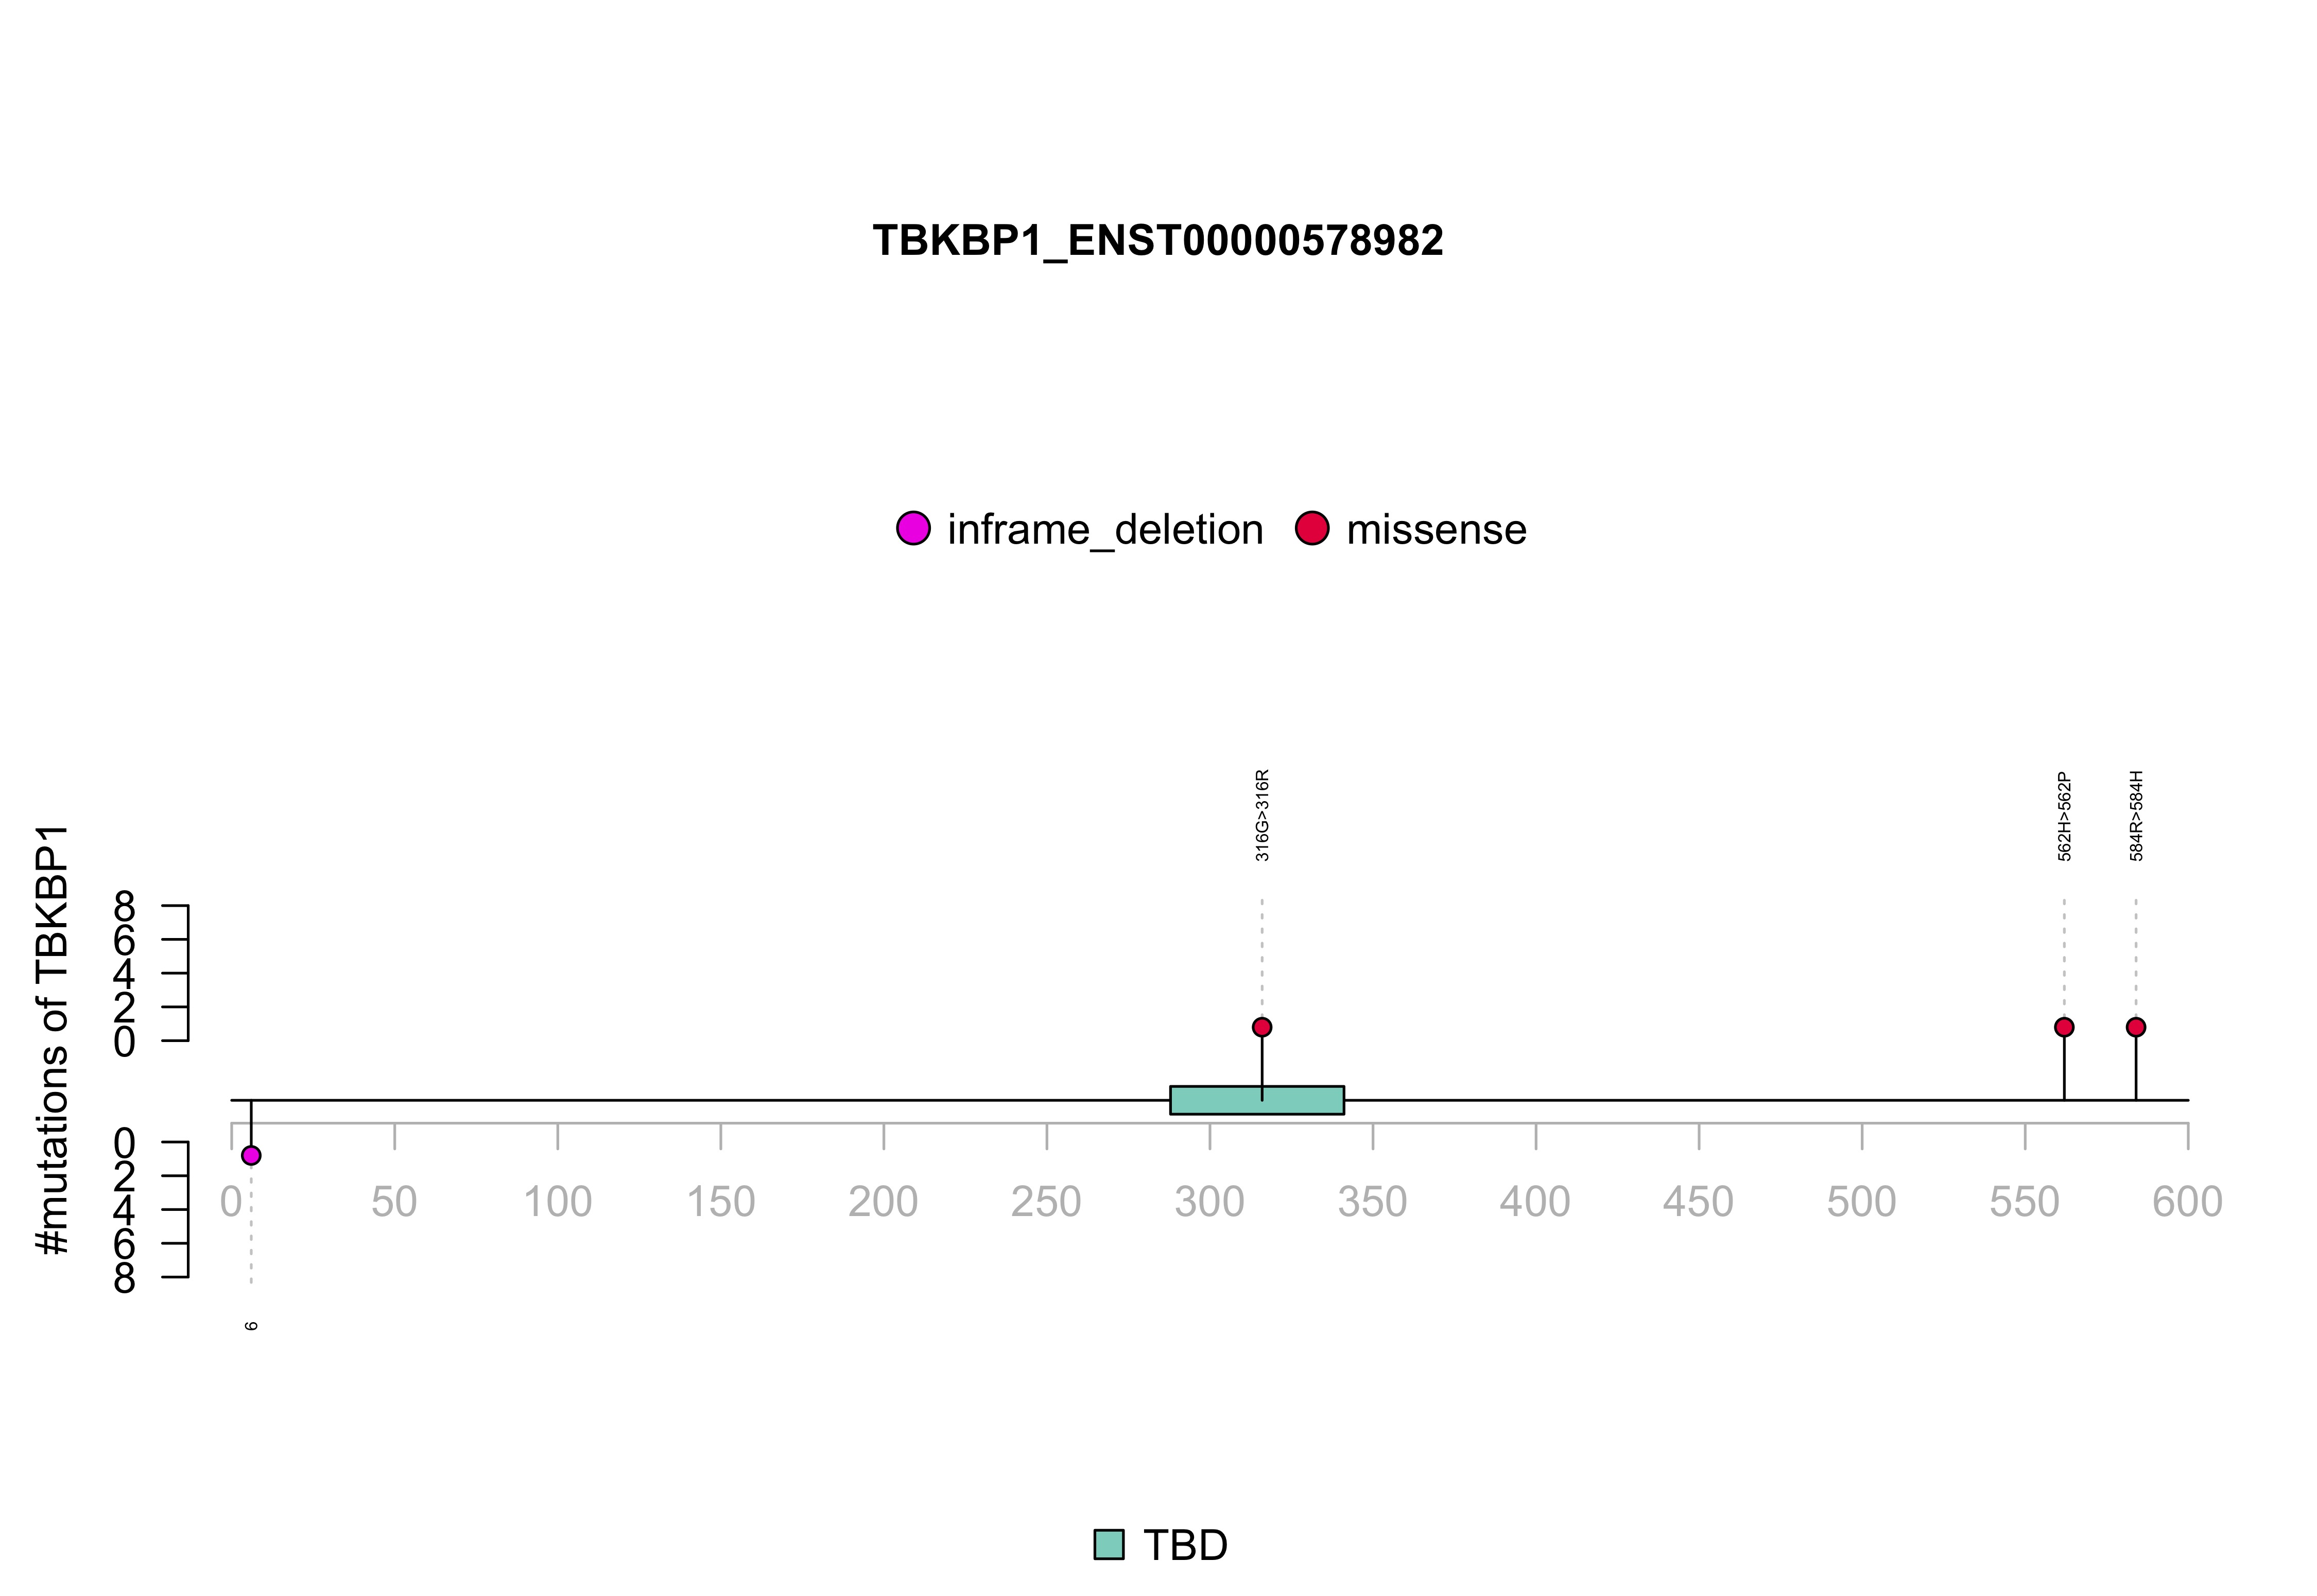 TBKBP1_ENST00000578982
inframe_deletion missense
316G>316R
562H>562P
584R>584H
#mutations of TBKBP1
8
6
4
2
0
0
2
4
6
8
0 50 100 150 200 250 300 350 400 450 500 550 600
6
TBD